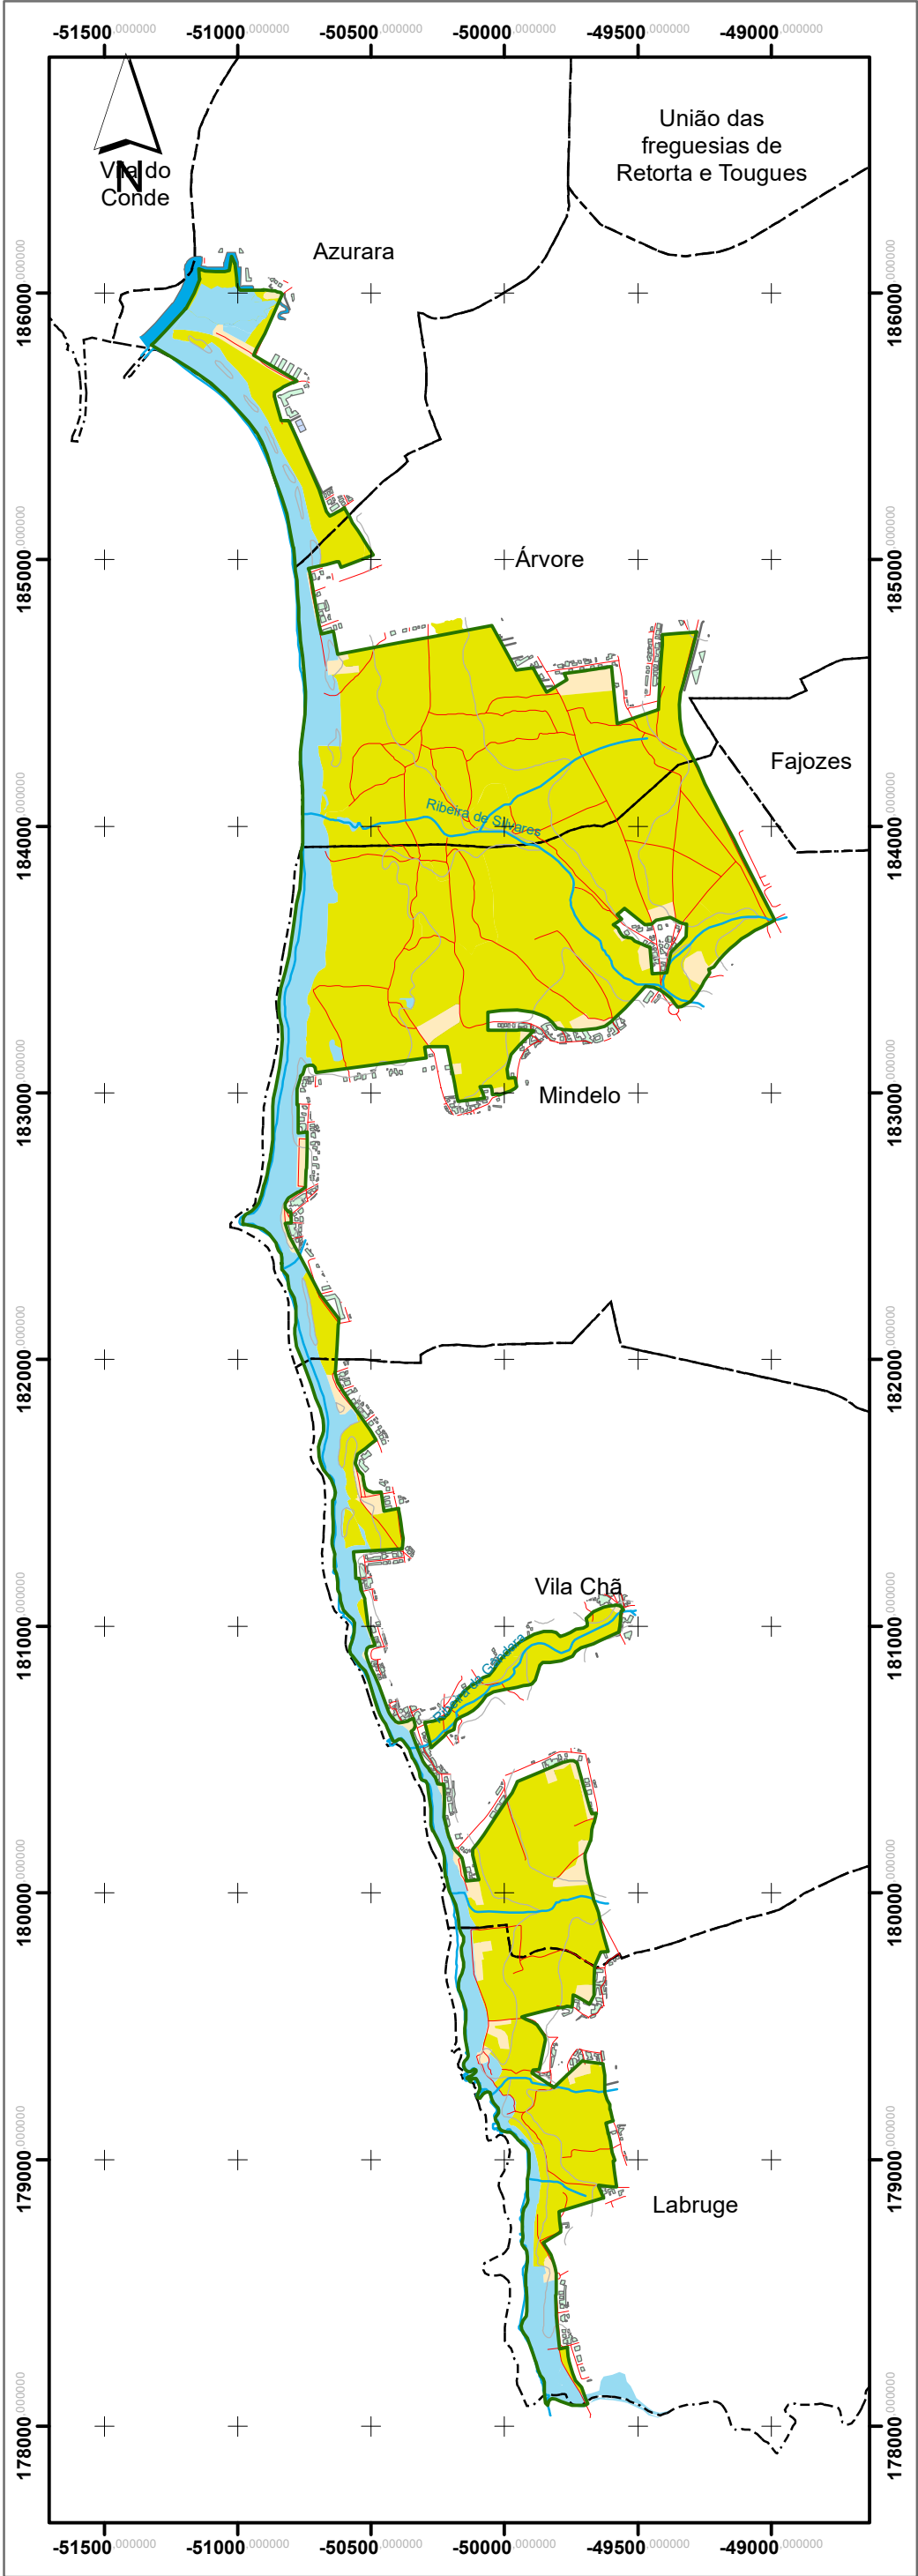 -51500,000000 -51000,000000 -50500,000000 -50000,000000 -49500,000000 -49000,000000
União das
freguesias de
Retorta e Tougues
Vila do
Conde
N
Azurara
186000,000000 186000,000000
185000,000000 185000,000000
Árvore
Fajozes
Ribeira de Silvares
184000,000000 184000,000000
183000,000000 183000,000000
Mindelo
182000,000000 182000,000000
Vila Chã
181000,000000 181000,000000
Ribeira da Gândara
180000,000000 180000,000000
179000,000000 179000,000000
Labruge
178000,000000 178000,000000
-51500,000000 -51000,000000 -50500,000000 -50000,000000 -49500,000000 -49000,000000